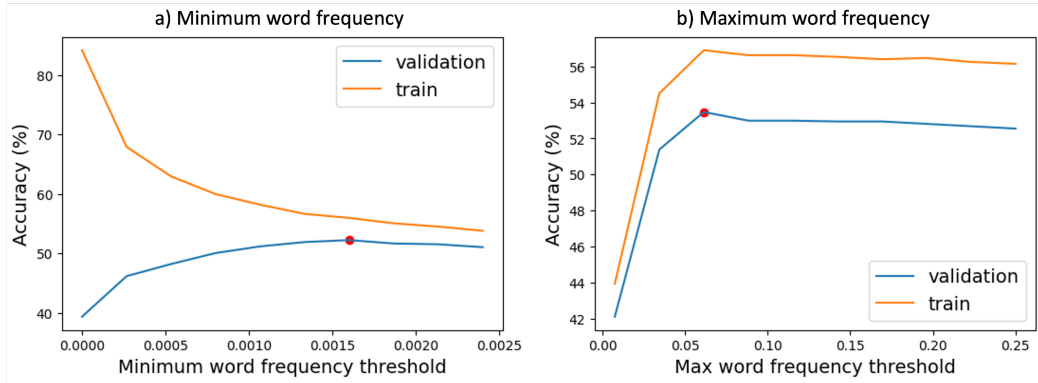 a) Minimum word frequency
Accuracy (%)
80
70
60
50
40
validation
train
0.0000
0.0005
0.0010
0.0015
0.0020
0.0025
Minimum word frequency threshold
b) Maximum word frequency
Accuracy (%)
56
54
52
50
48
46
44
42
validation
train
0.00
0.05
0.10
0.15
0.20
0.25
Max word frequency threshold